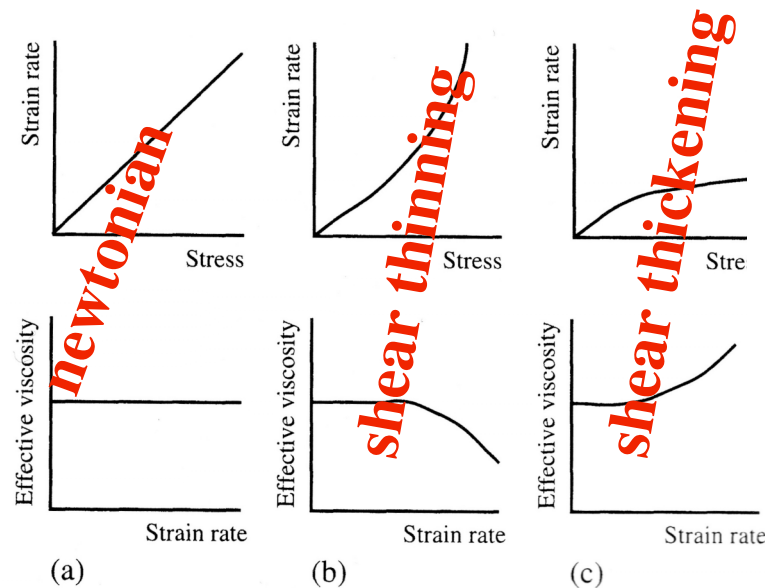 Strain rate
Stress
Strain rate
Stress
Strain rate
Stres
newtonian
shear thinning
shear thickening
Effective viscosity
Strain rate
Effective viscosity
Strain rate
Effective viscosity
Strain rate
(a)
(b)
(c)